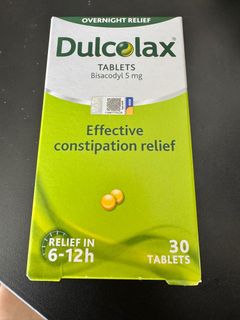 OVERNIGHT RELIEF
Dulcolax®
TABLETS
Bisacodyl 5 mg
Effective
constipation relief
RELIEF IN
6-12h
30
TABLETS